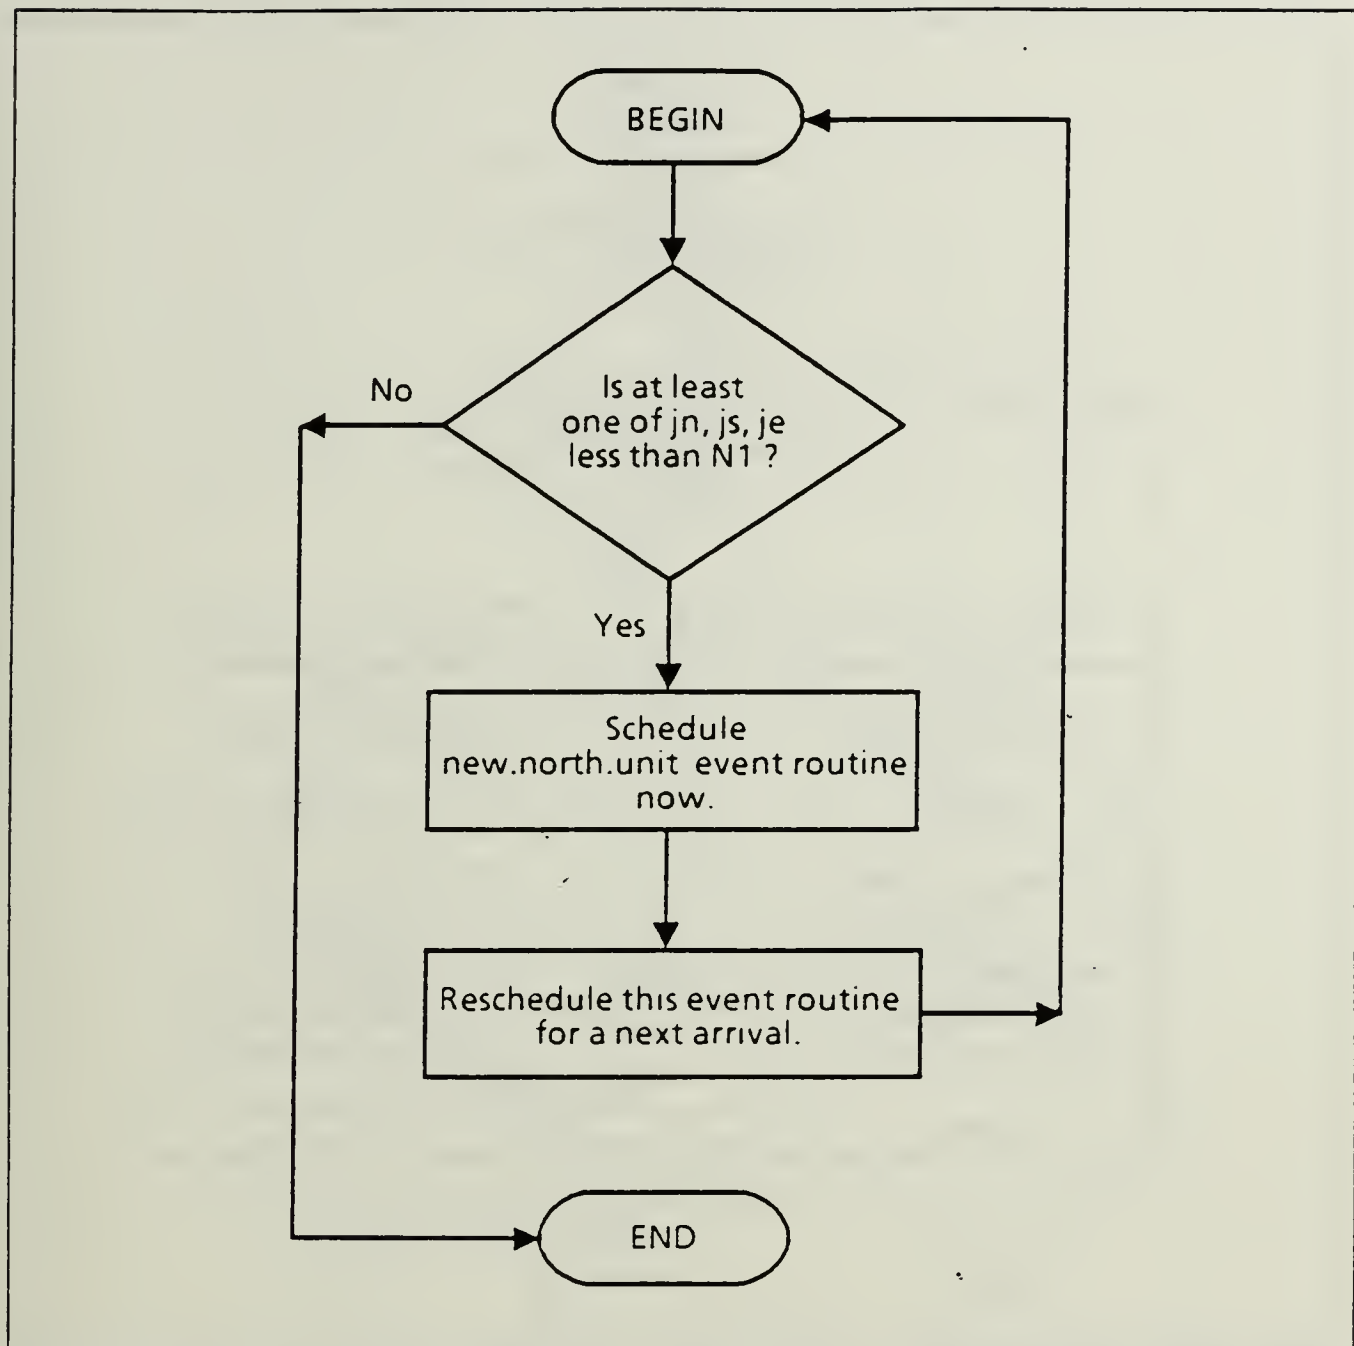 BEGIN
Is at least
one of jn, js, je
less than N1 ?
No
Yes
Schedule
new.north.unit event routine
now.
Reschedule this event routine
for a next arrival.
END